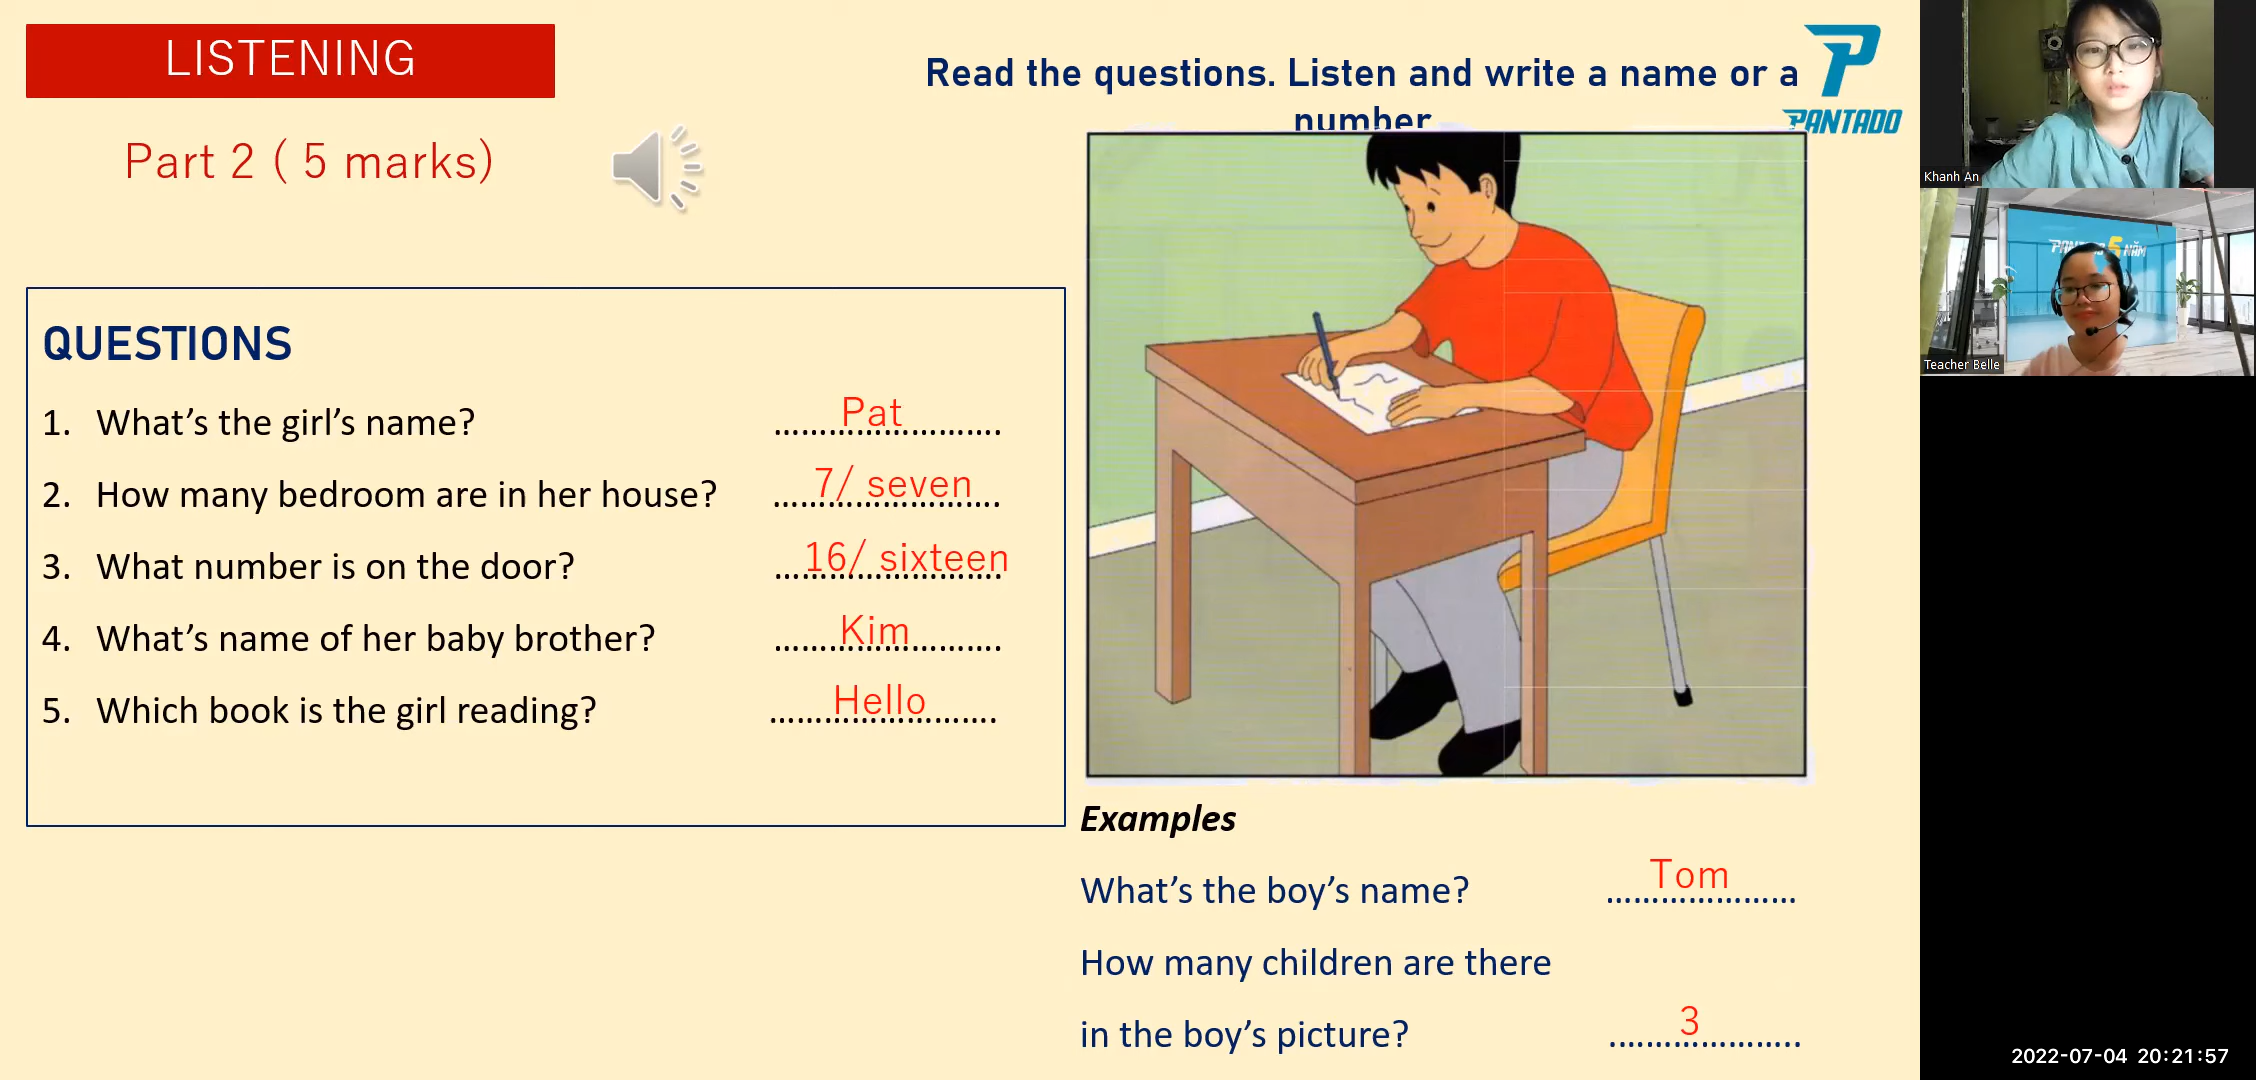 LISTENING
Part 2 ( 5 marks)
Read the questions. Listen and write a name or a
number
PANTADO
QUESTIONS
1. What's the girl's name? ......................... Pat
2. How many bedroom are in her house? ......................... 7/ seven
3. What number is on the door? ......................... 16/ sixteen
4. What's name of her baby brother? ......................... Kim
5. Which book is the girl reading? ......................... Hello
Examples
What's the boy's name? ..................... Tom
How many children are there
in the boy's picture? ..................... 3
Khanh An
5 NĂM
Teacher Belle
2022-07-04 20:21:57